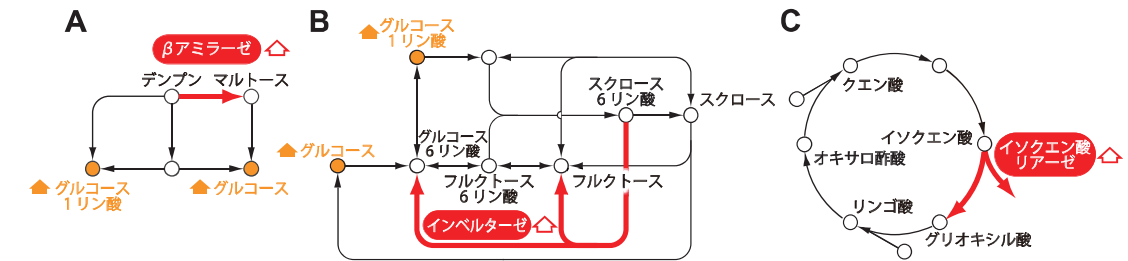 A
βアミラーゼ
デンプン
マルトース
グルコース
1リン酸
グルコース
B
グルコース
1リン酸
スクロース
6リン酸
スクロース
グルコース
グルコース
6リン酸
フルクトース
6リン酸
フルクトース
インベルターゼ
C
クエン酸
イソクエン酸
イソクエン酸
リアーゼ
オキサロ酢酸
リンゴ酸
グリオキシル酸